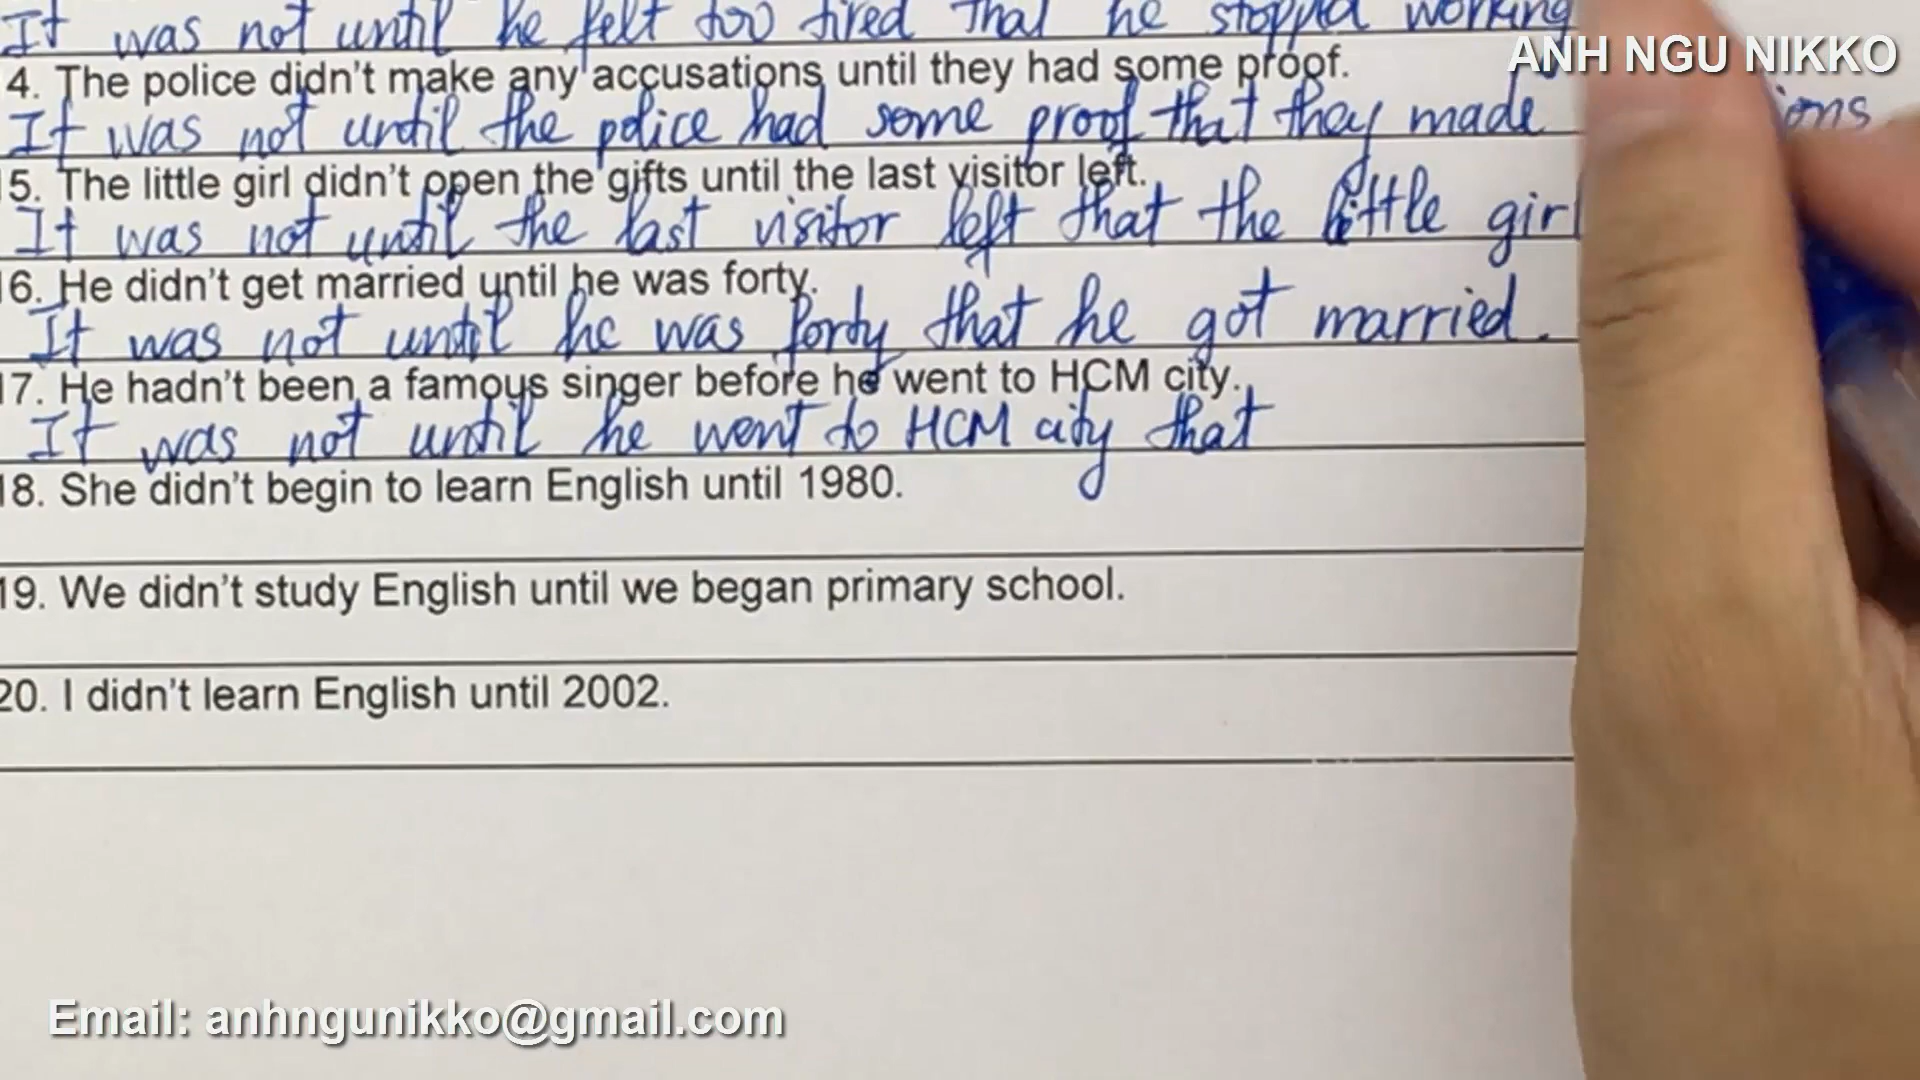 It was not until he felt too tired that he stopped working
ANH NGU NIKKO
4. The police didn't make any accusations until they had some proof.
It was not until the police had some proof that they made
15. The little girl didn't open the gifts until the last visitor left.
It was not until the last visitor left that the little girl
16. He didn't get married until he was forty.
It was not until he was forty that he got married.
17. He hadn't been a famous singer before he went to HCM city.
It was not until he went to HCM city that
18. She didn't begin to learn English until 1980.
19. We didn't study English until we began primary school.
20. I didn't learn English until 2002.
Email: anhngunikko@gmail.com